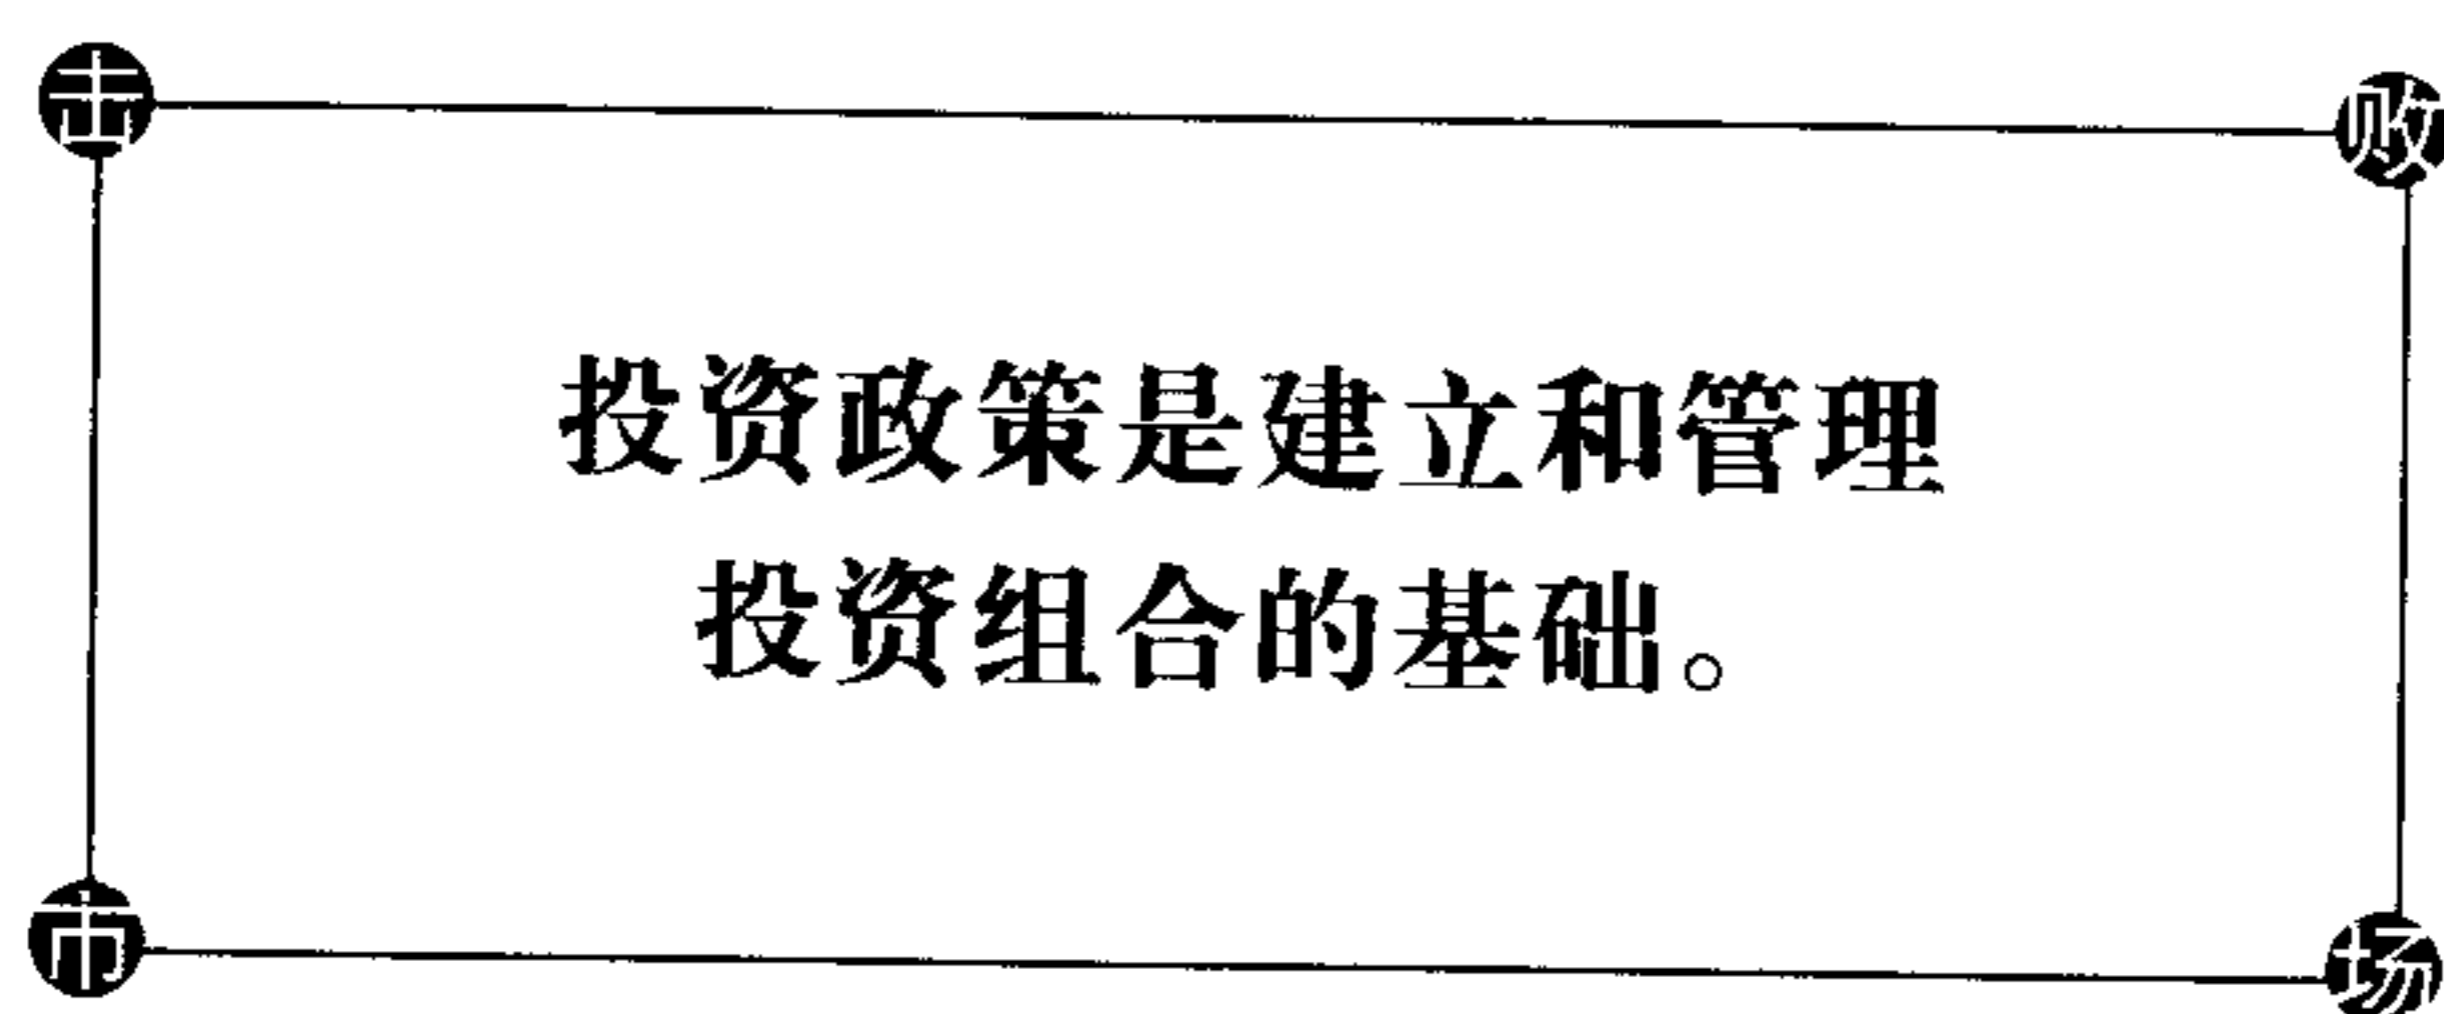 击 败
投资政策是建立和管理
投资组合的基础。
市 场